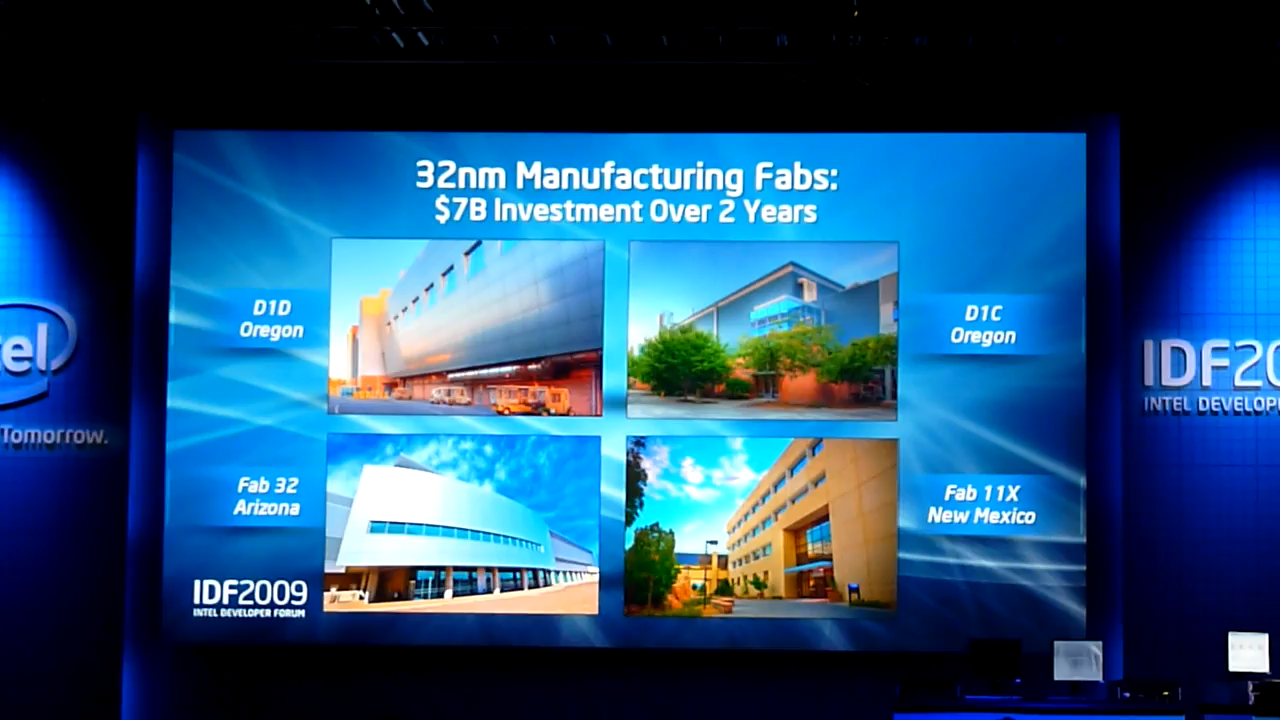 32nm Manufacturing Fabs:
$7B Investment Over 2 Years
D1D
Oregon
D1C
Oregon
Fab 32
Arizona
Fab 11X
New Mexico
IDF2009
INTEL DEVELOPER FORUM
tel
Tomorrow.
IDF20
INTEL DEVELOP